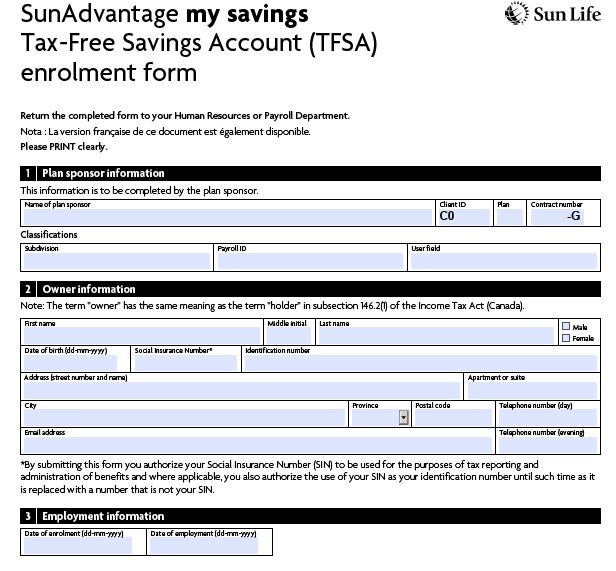 SunAdvantage my savings
Sun Life
Tax-Free Savings Account (TFSA)
enrolment form
Return the completed form to your Human Resources or Payroll Department.
Nota : La version française de ce document est également disponible.
Please PRINT clearly.
1 Plan sponsor information
This information is to be completed by the plan sponsor.
Name of plan sponsor Client ID Plan Contract number
C0 -G
Classifications
Subdivision Payroll ID User field
2 Owner information
Note: The term "owner" has the same meaning as the term "holder" in subsection 146.2(1) of the Income Tax Act (Canada).
First name Middle initial Last name Male
Female
Date of birth (dd-mm-yyyy) Social Insurance Number* Identification number
Address (street number and name) Apartment or suite
City Province Postal code Telephone number (day)
Email address Telephone number (evening)
*By submitting this form you authorize your Social Insurance Number (SIN) to be used for the purposes of tax reporting and
administration of benefits and where applicable, you also authorize the use of your SIN as your identification number until such time as it
is replaced with a number that is not your SIN.
3 Employment information
Date of enrolment (dd-mm-yyyy) Date of employment (dd-mm-yyyy)